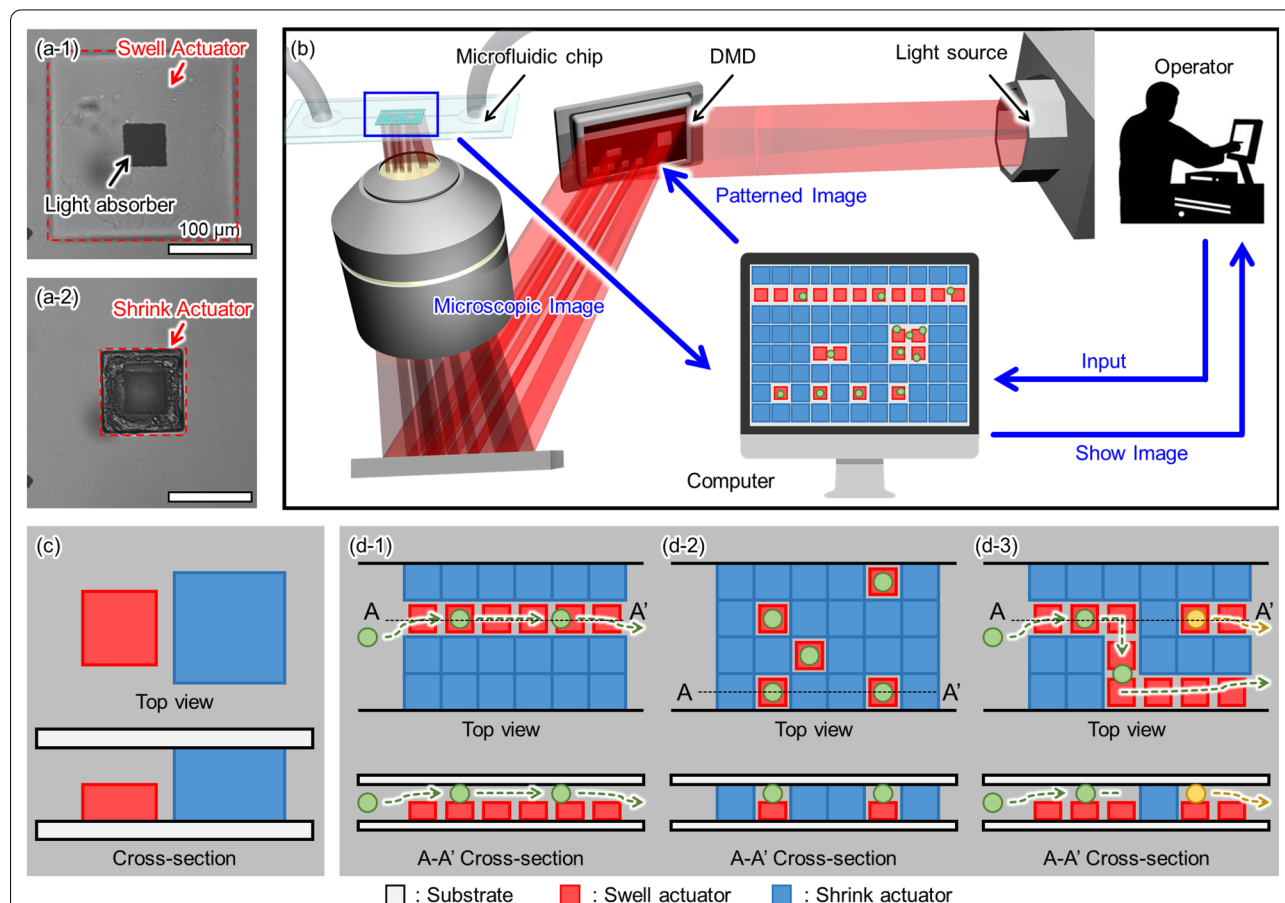 (a-1)
Swell Actuator
Light absorber
100 μm
(a-2)
Shrink Actuator
(b)
Microfluidic chip
DMD
Light source
Operator
Patterned Image
Microscopic Image
Input
Show Image
Computer
(c)
Top view
Cross-section
(d-1)
A
A'
Top view
A-A' Cross-section
(d-2)
A
A'
Top view
A-A' Cross-section
(d-3)
A
A'
Top view
A-A' Cross-section
: Substrate
: Swell actuator
: Shrink actuator